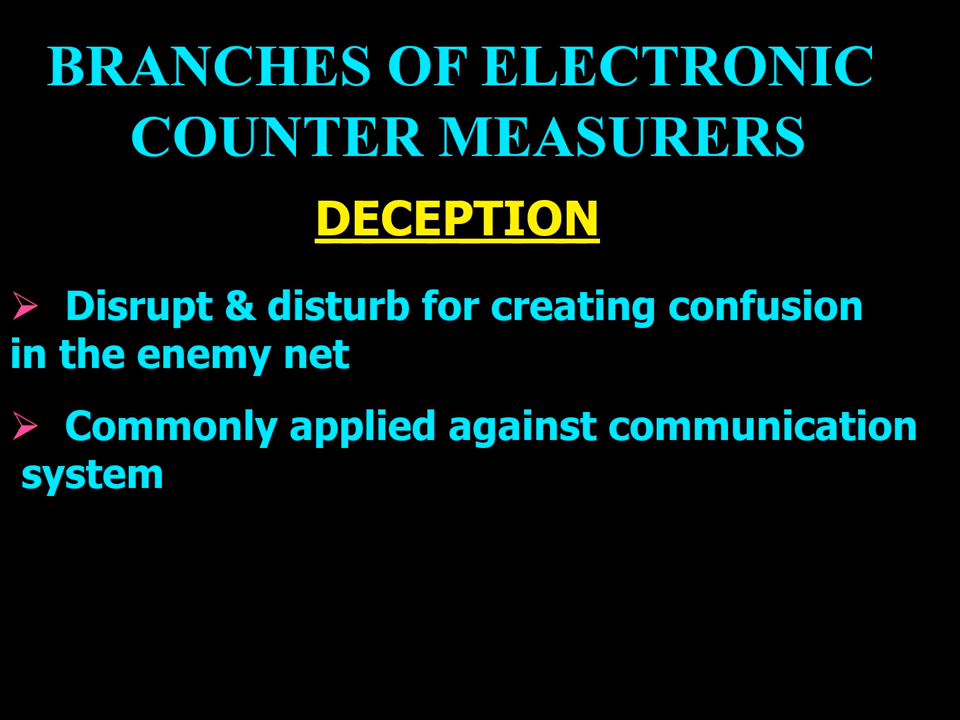 BRANCHES OF ELECTRONIC
COUNTER MEASURERS
DECEPTION
➢ Disrupt & disturb for creating confusion
in the enemy net
➢ Commonly applied against communication
system